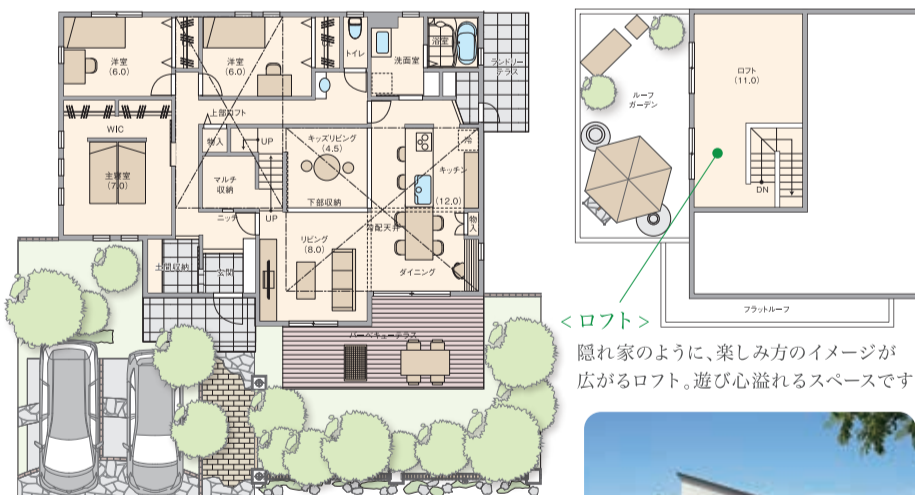 洋室
(6.0)
洋室
(6.0)
トイレ
洗面室
浴室
ランドリー
テラス
上部ロフト
WIC
物入
UP
キッズリビング
(4.5)
冷
キッチン
(12.0)
主寝室
(7.0)
マルチ
収納
下部収納
ニッチ
UP
リビング
(8.0)
勾配天井
物入
ダイニング
土間収納
玄関
バーベキューテラス
ロフト
(11.0)
ルーフ
ガーデン
DN
フラットルーフ
<ロフト>
隠れ家のように、楽しみ方のイメージが
広がるロフト。遊び心溢れるスペースです